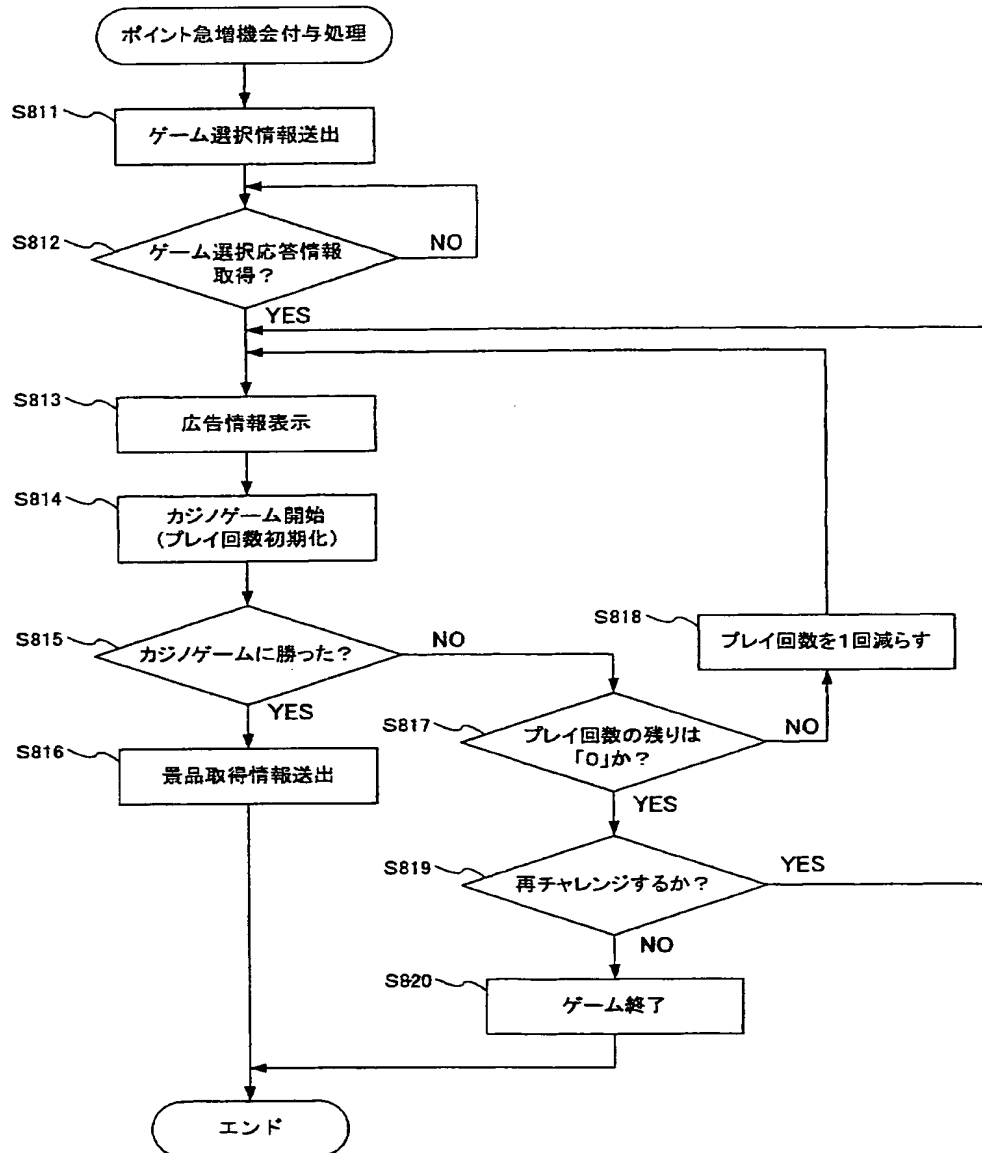 ポイント急増機会付与処理
S811
ゲーム選択情報送出
S812
ゲーム選択応答情報
取得？
NO
YES
S813
広告情報表示
S814
カジノゲーム開始
(プレイ回数初期化)
S815
カジノゲームに勝った？
NO
YES
S816
景品取得情報送出
S817
プレイ回数の残りは
「0」か？
NO
S818
プレイ回数を1回減らす
YES
S819
再チャレンジするか？
YES
NO
S820
ゲーム終了
エンド